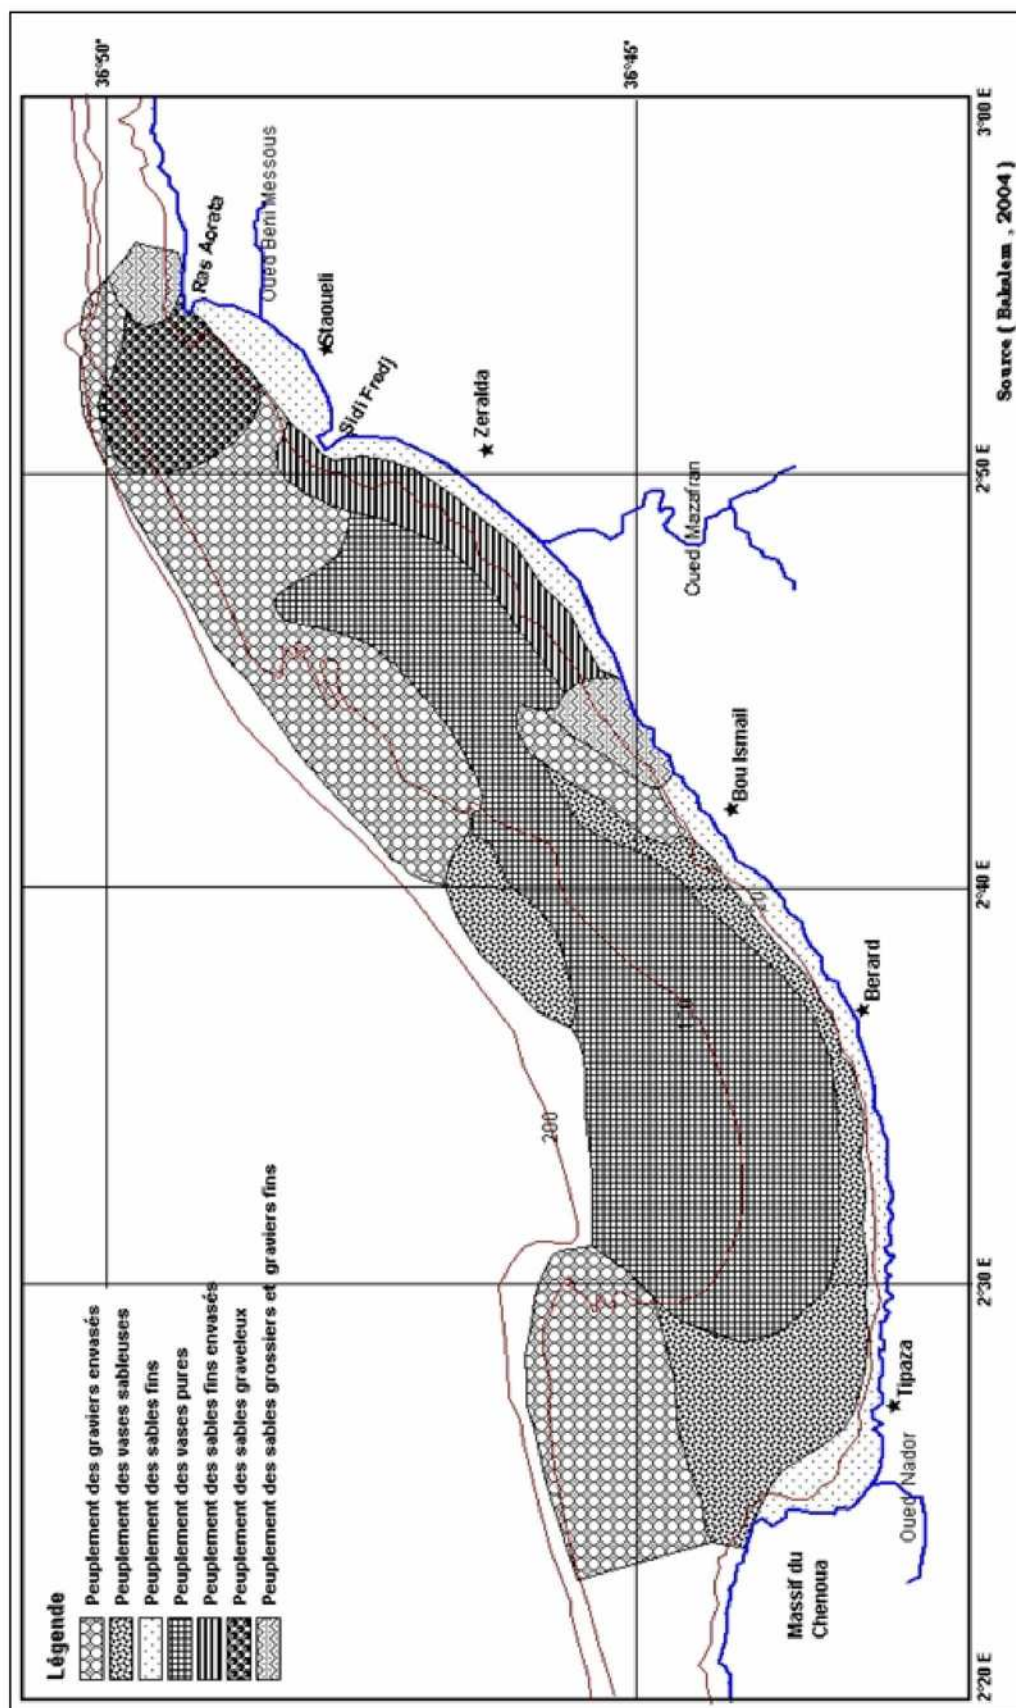 Légende
Peuplement des graviers envasés
Peuplement des vases sableuses
Peuplement des sables fins
Peuplement des vases pures
Peuplement des sables fins envasés
Peuplement des sables graveleux
Peuplement des sables grossiers et graviers fins
36°50'
36°45'
200
Ras Acrata
Oued Beni Messous
Staoueli
Sidi Fredj
Zeralda
Oued Mazafran
Bou Ismail
Berard
Tipaza
Oued Nador
Massif du
Chenoua
2°20 E
2°30 E
2°40 E
2°50 E
3°00 E
Source ( Bakalem , 2004 )